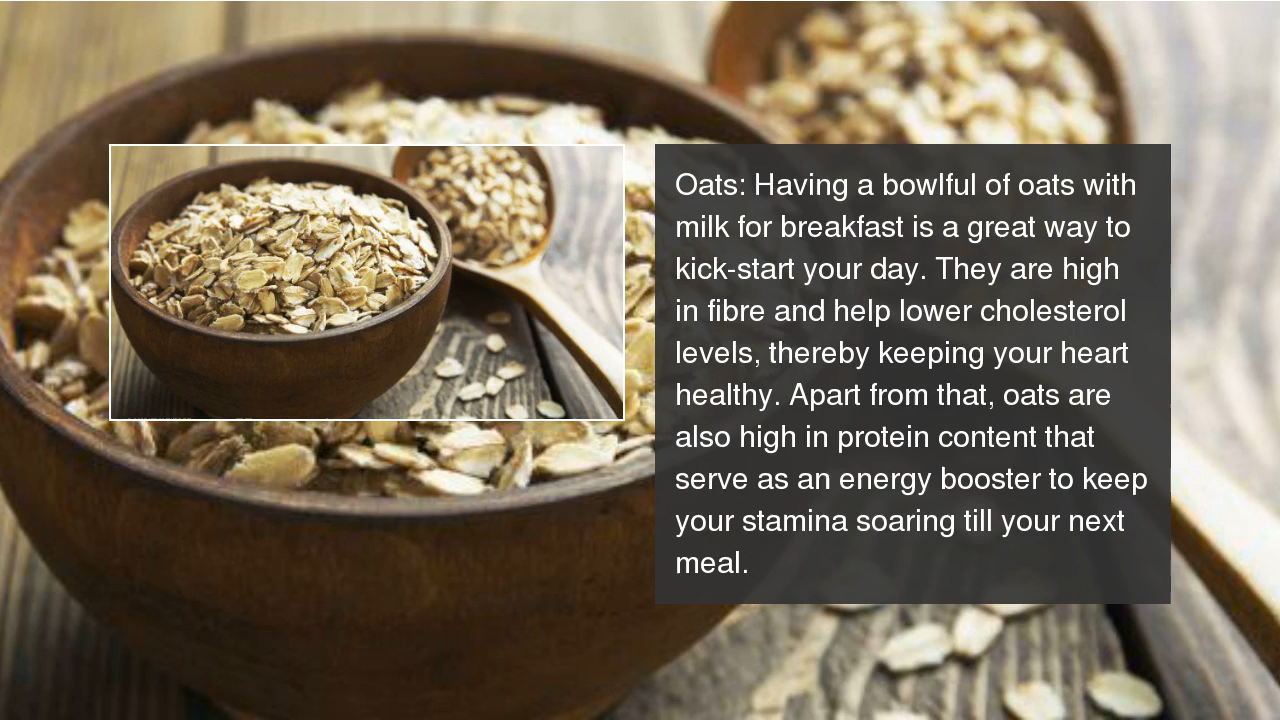 Oats: Having a bowlful of oats with
milk for breakfast is a great way to
kick-start your day. They are high
in fibre and help lower cholesterol
levels, thereby keeping your heart
healthy. Apart from that, oats are
also high in protein content that
serve as an energy booster to keep
your stamina soaring till your next
meal.